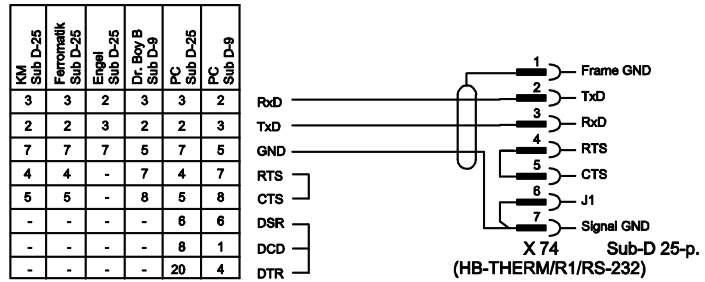 KM Sub D-25 Ferromatik Sub D-25 Engel Sub D-25 Dr. Boy B Sub D-9 PC Sub D-25 PC Sub D-9
3 3 2 3 3 2 RxD
2 2 3 2 2 3 TxD
7 7 7 5 7 5 GND
4 4 - 7 4 7 RTS
5 5 - 8 5 8 CTS
- - - - 6 6 DSR
- - - - 8 1 DCD
- - - - 20 4 DTR
1 Frame GND
2 TxD
3 RxD
4 RTS
5 CTS
6 J1
7 Signal GND
X 74 Sub-D 25-p.
(HB-THERM/R1/RS-232)